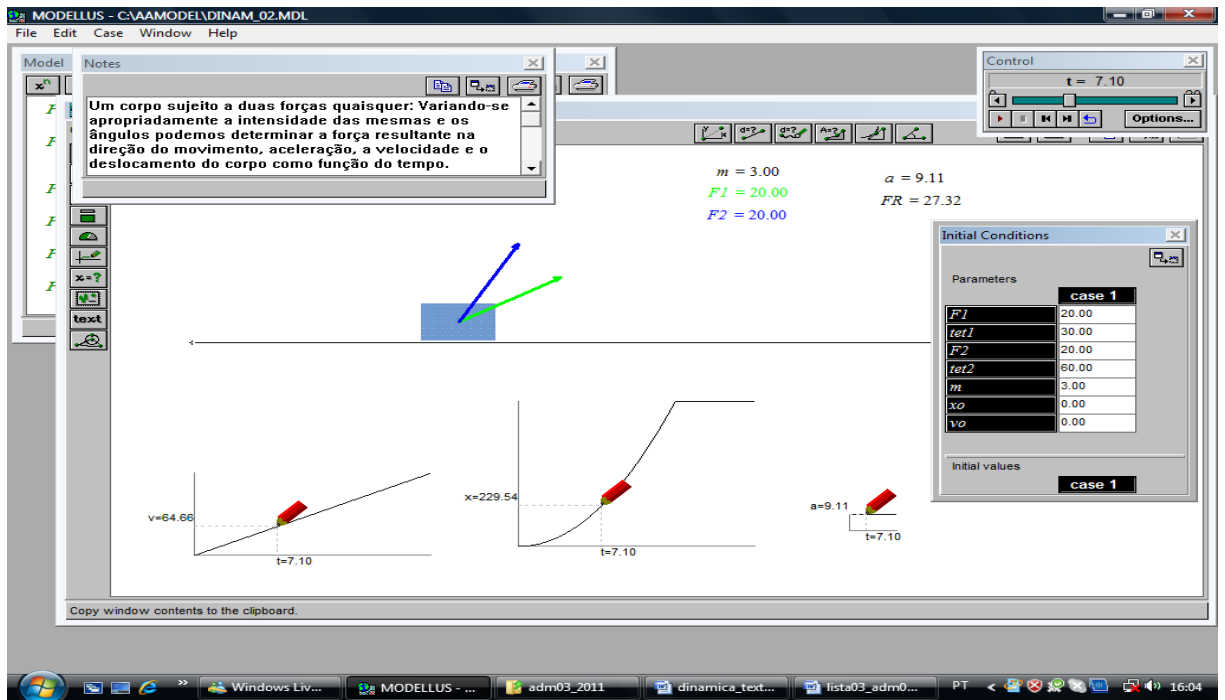 MODELLUS - C:\AAMODEL\DINAM_02.MDL
File Edit Case Window Help
Model
Notes
Um corpo sujeito a duas forças quaisquer: Variando-se
apropriadamente a intensidade das mesmas e os
ângulos podemos determinar a força resultante na
direção do movimento, aceleração, a velocidade e o
deslocamento do corpo como função do tempo.
Control
t = 7.10
Options...
m = 3.00
F1 = 20.00
F2 = 20.00
a = 9.11
FR = 27.32
x=?
text
Initial Conditions
Parameters
case 1
F1 20.00
tet1 30.00
F2 20.00
tet2 60.00
m 3.00
xo 0.00
vo 0.00
Initial values
case 1
v=64.66
t=7.10
x=229.54
t=7.10
a=9.11
t=7.10
Copy window contents to the clipboard.
Windows Liv...
MODELLUS - ...
adm03_2011
dinamica_text...
lista03_adm0...
PT
16:04